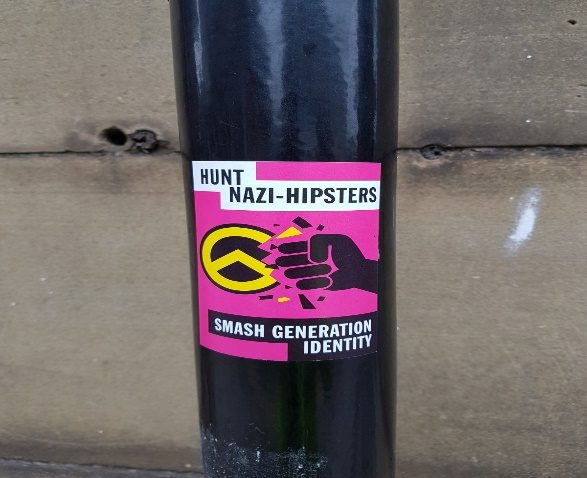 HUNT
NAZI-HIPSTERS
SMASH GENERATION
IDENTITY